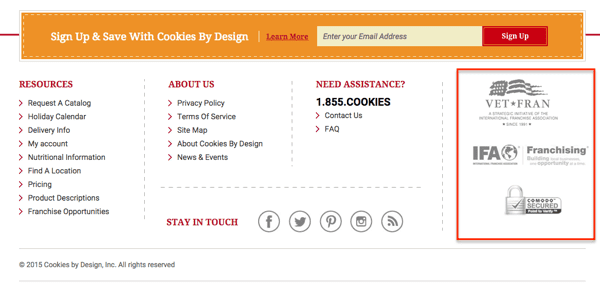 Sign Up & Save With Cookies By Design
Learn More
Enter your Email Address
Sign Up
RESOURCES
Request A Catalog
Holiday Calendar
Delivery Info
My account
Nutritional Information
Find A Location
Pricing
Product Descriptions
Franchise Opportunities
ABOUT US
Privacy Policy
Terms Of Service
Site Map
About Cookies By Design
News & Events
NEED ASSISTANCE?
1.855.COOKIES
Contact Us
FAQ
STAY IN TOUCH
VET★FRAN
A STRATEGIC INITIATIVE OF THE
INTERNATIONAL FRANCHISE ASSOCIATION
• SINCE 1991 •
IFA
INTERNATIONAL FRANCHISE ASSOCIATION
Franchising
Building local businesses,
one opportunity at a time.
COMODO
SECURED
Point to Verify
© 2015 Cookies by Design, Inc. All rights reserved